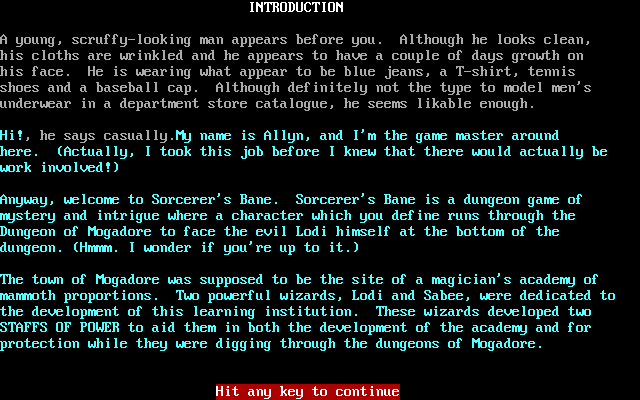 INTRODUCTION
A young, scruffy-looking man appears before you.  Although he looks clean,
his cloths are wrinkled and he appears to have a couple of days growth on
his face.  He is wearing what appear to be blue jeans, a T-shirt, tennis
shoes and a baseball cap.  Although definitely not the type to model men's
underwear in a department store catalogue, he seems likable enough.
Hi!, he says casually.My name is Allyn, and I'm the game master around
here.  (Actually, I took this job before I knew that there would actually be
work involved!)
Anyway, welcome to Sorcerer's Bane.  Sorcerer's Bane is a dungeon game of
mystery and intrigue where a character which you define runs through the
Dungeon of Mogadore to face the evil Lodi himself at the bottom of the
dungeon. (Hmmm. I wonder if you're up to it.)
The town of Mogadore was supposed to be the site of a magician's academy of
mammoth proportions.  Two powerful wizards, Lodi and Sabee, were dedicated to
the development of this learning institution.  These wizards developed two
STAFFS OF POWER to aid them in both the development of the academy and for
protection while they were digging through the dungeons of Mogadore.
Hit any key to continue